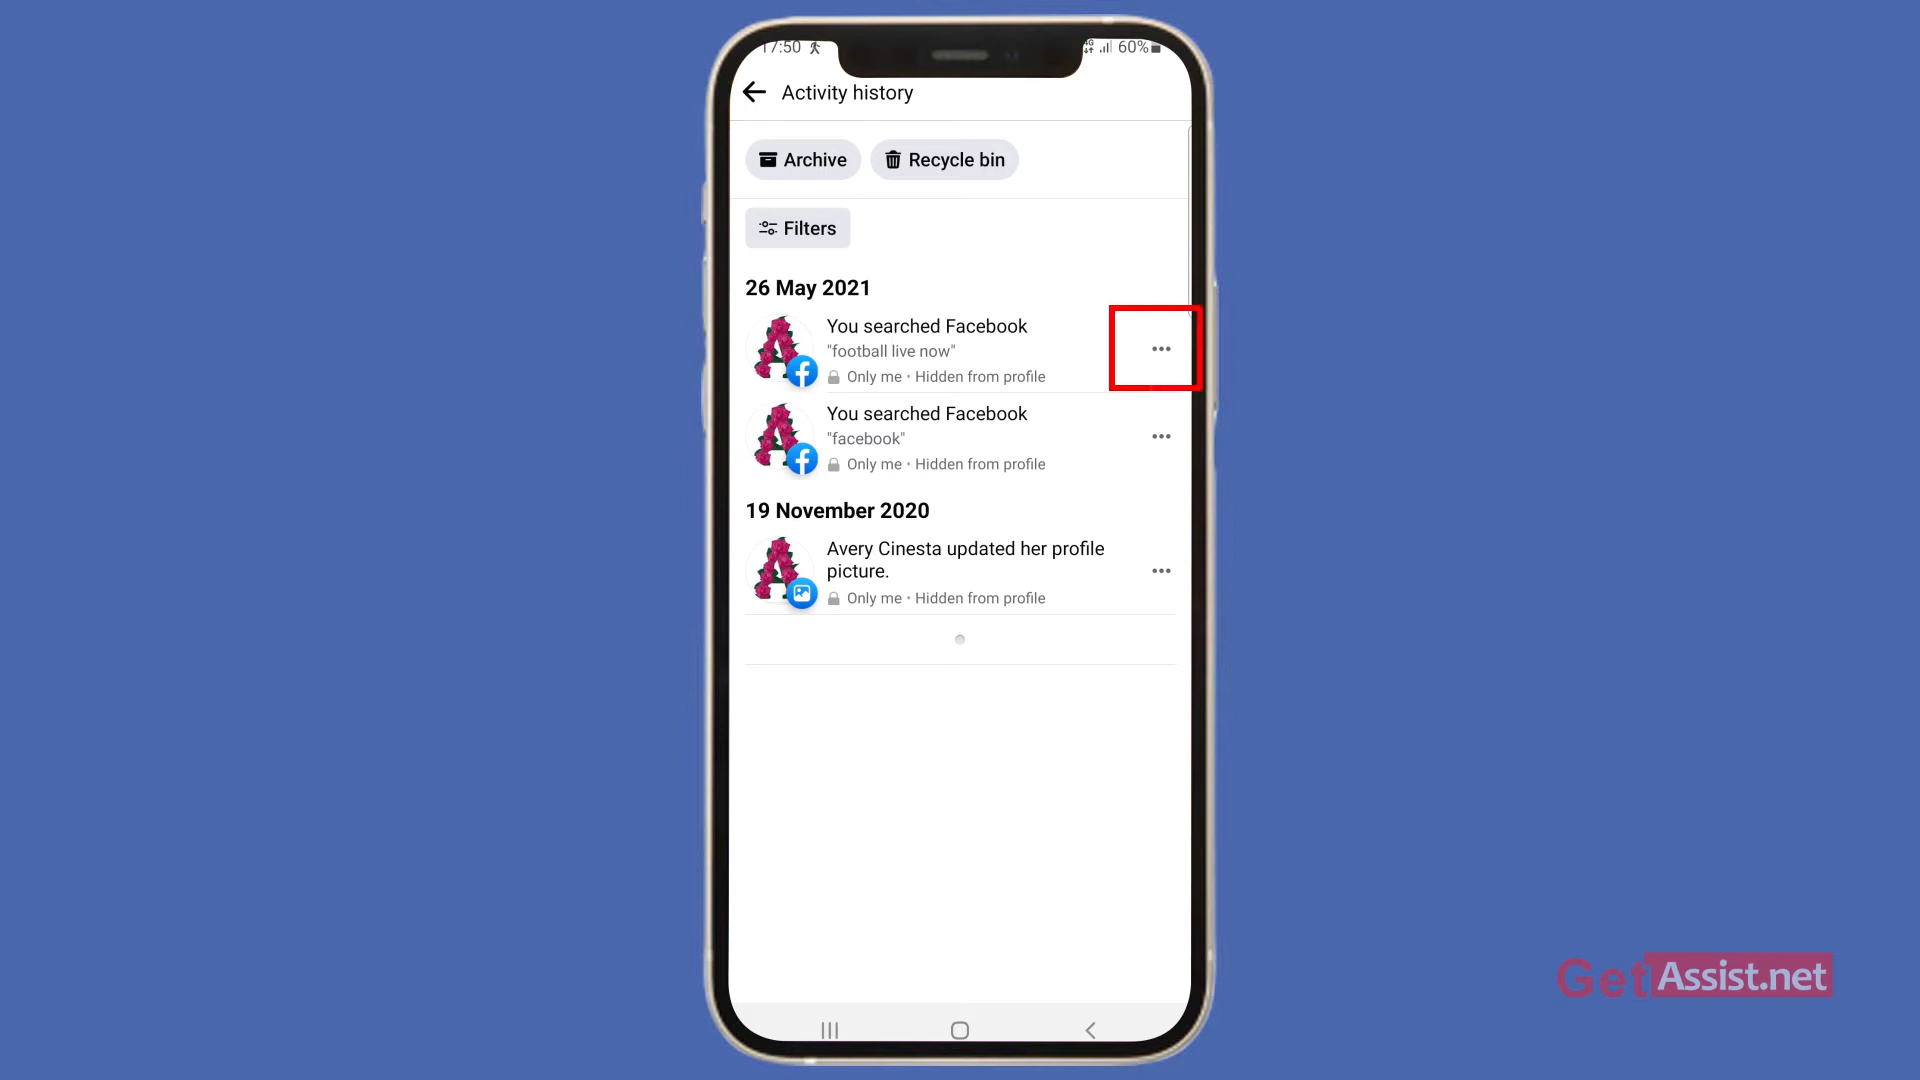 17:50 4G 60%
Activity history
Archive Recycle bin
Filters
26 May 2021
You searched Facebook
"football live now"
Only me • Hidden from profile
You searched Facebook
"facebook"
Only me • Hidden from profile
19 November 2020
Avery Cinesta updated her profile
picture.
Only me • Hidden from profile
GetAssist.net